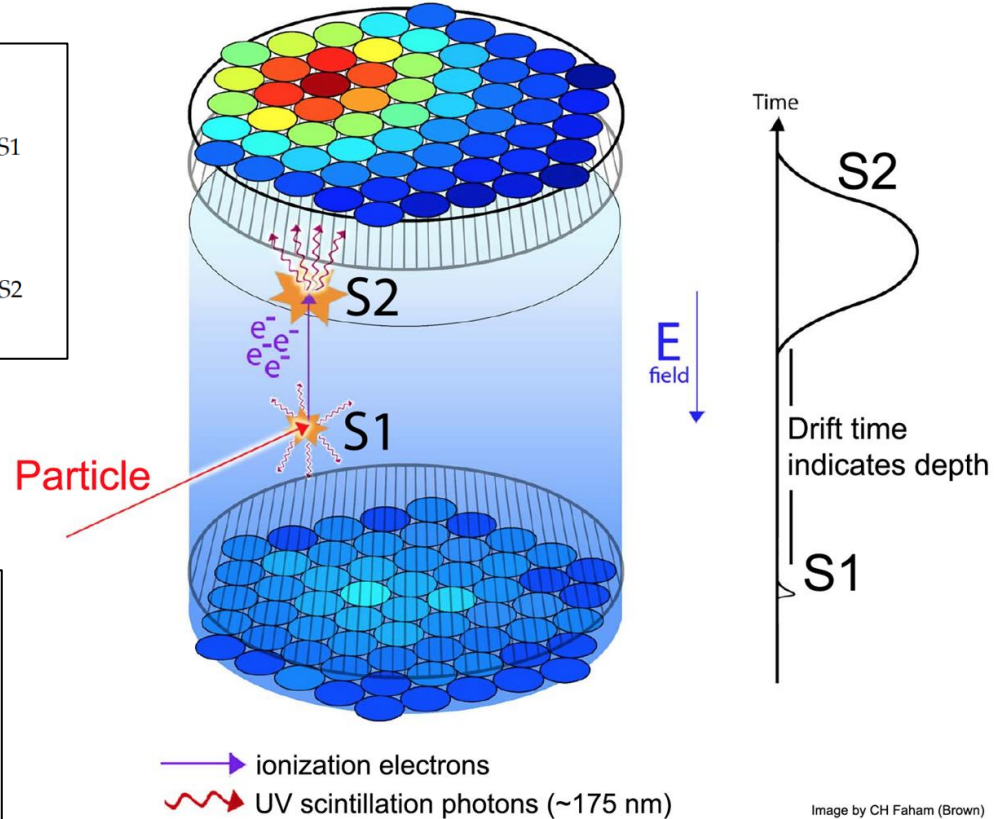 S1
S2
Time
S2
S2
e-
e-
e-
e-
E
field
S1
Drift time
indicates depth
Particle
S1
ionization electrons
UV scintillation photons (~175 nm)
Image by CH Faham (Brown)